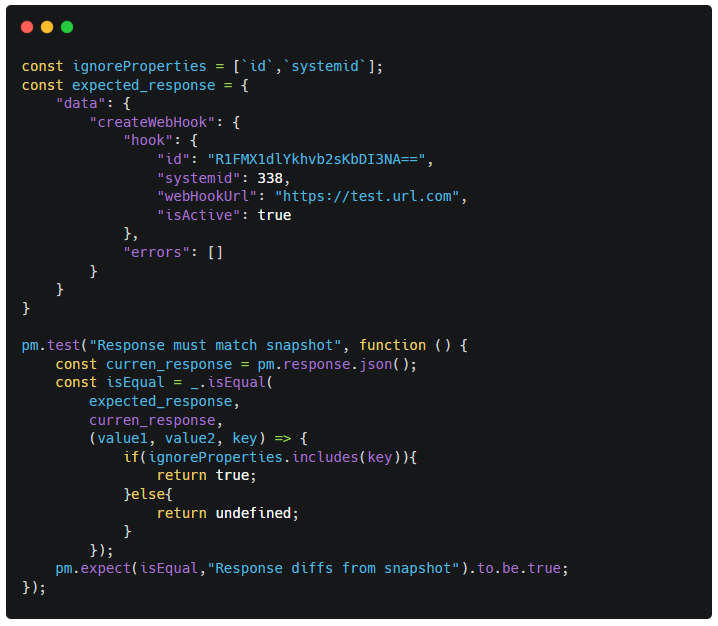 const ignoreProperties = [`id`,`systemid`];
const expected_response = {
    "data": {
        "createWebHook": {
            "hook": {
                "id": "R1FMX1dlYkhvb2sKbDI3NA==",
                "systemid": 338,
                "webHookUrl": "https://test.url.com",
                "isActive": true
            },
            "errors": []
        }
    }
}

pm.test("Response must match snapshot", function () {
    const curren_response = pm.response.json();
    const isEqual = _.isEqual(
        expected_response,
        curren_response,
        (value1, value2, key) => {
            if(ignoreProperties.includes(key)){
                return true;
            }else{
                return undefined;
            }
        });
    pm.expect(isEqual,"Response diffs from snapshot").to.be.true;
});